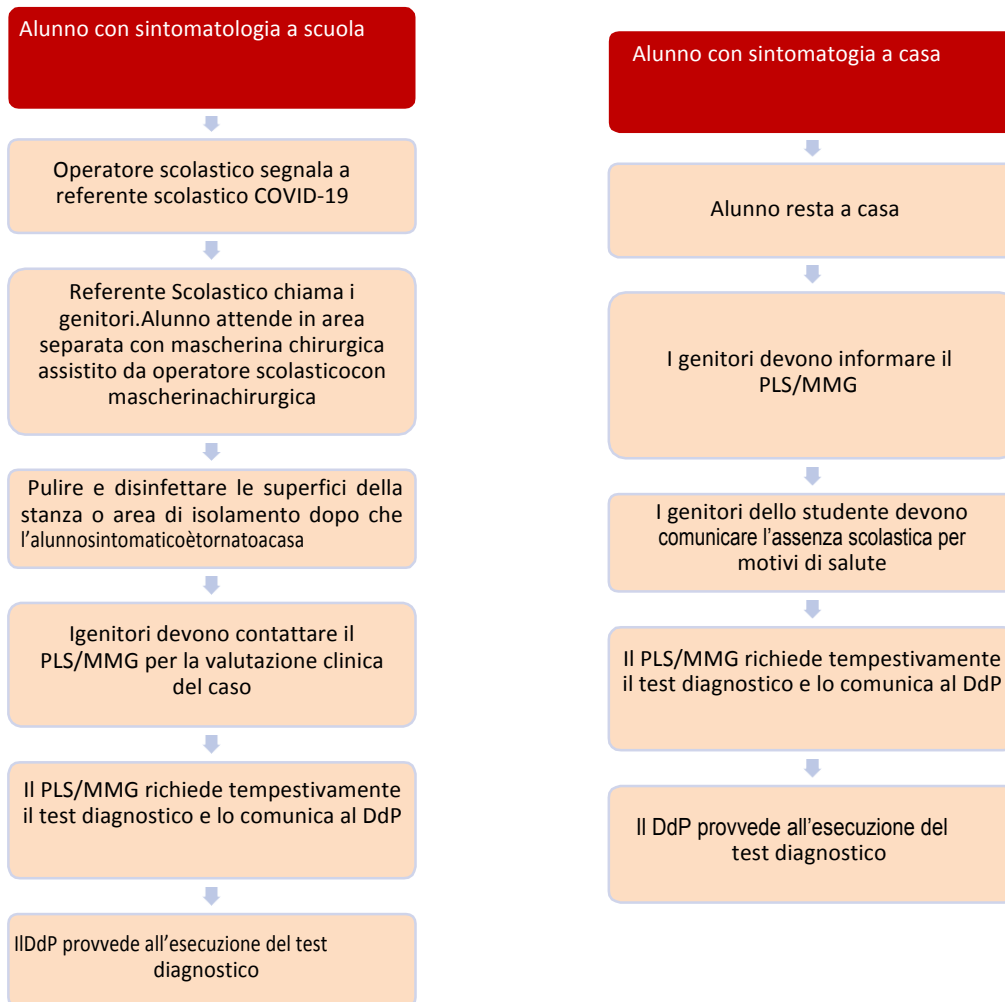 Alunno con sintomatologia a scuola
Operatore scolastico segnala a
referente scolastico COVID-19
Referente Scolastico chiama i
genitori.Alunno attende in area
separata con mascherina chirurgica
assistito da operatore scolasticocon
mascherinachirurgica
Pulire e disinfettare le superfici della
stanza o area di isolamento dopo che
l'alunnosintomaticoètornatoacasa
Igenitori devono contattare il
PLS/MMG per la valutazione clinica
del caso
Il PLS/MMG richiede tempestivamente
il test diagnostico e lo comunica al DdP
IlDdP provvede all'esecuzione del test
diagnostico
Alunno con sintomatogia a casa
Alunno resta a casa
I genitori devono informare il
PLS/MMG
I genitori dello studente devono
comunicare l'assenza scolastica per
motivi di salute
Il PLS/MMG richiede tempestivamente
il test diagnostico e lo comunica al DdP
Il DdP provvede all'esecuzione del
test diagnostico